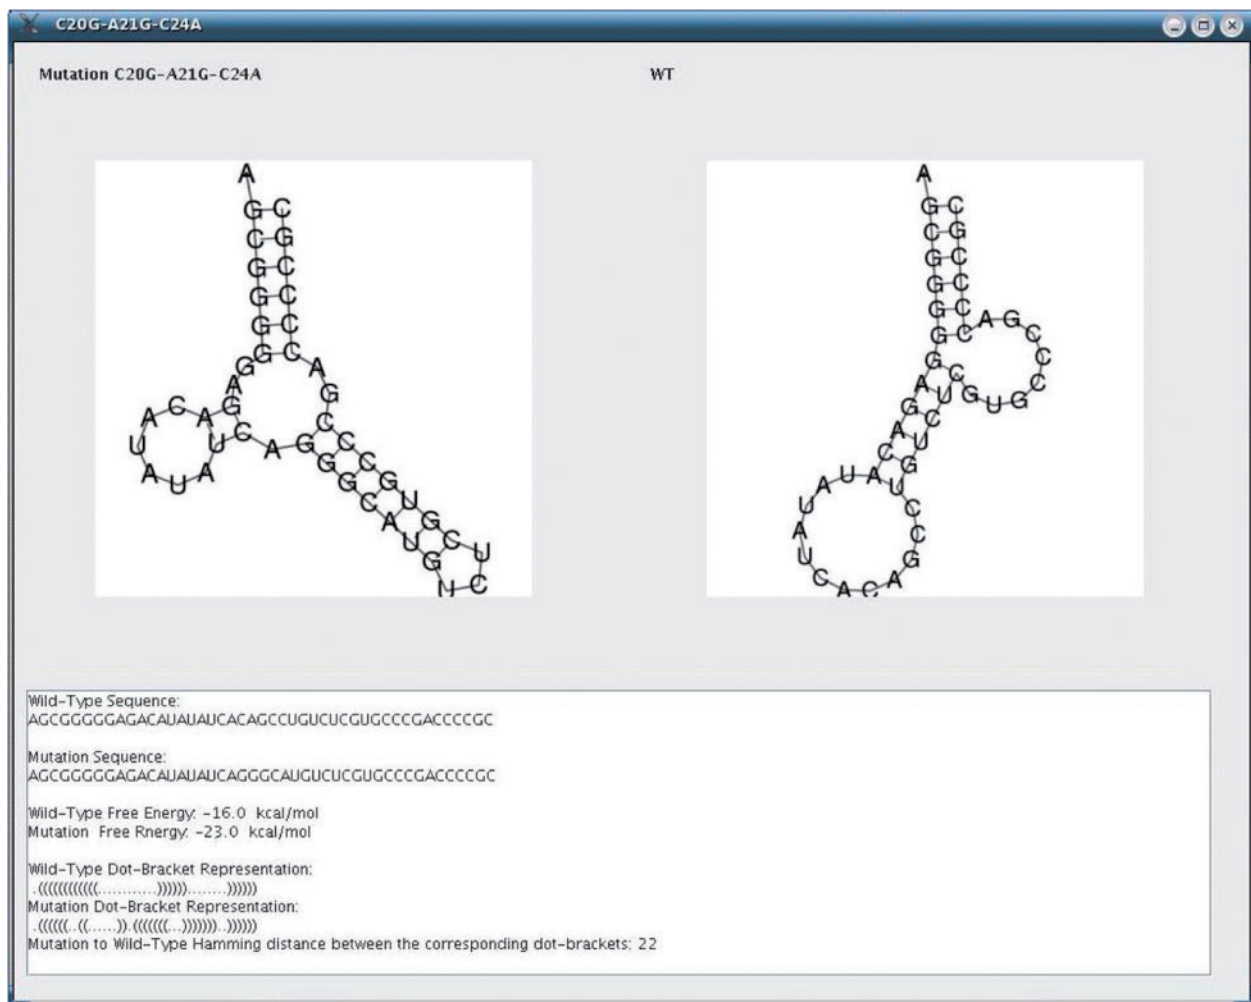 C20G-A21G-C24A
Mutation C20G-A21G-C24A
WT
Wild-Type Sequence:
AGCGGGGGAGACAUAUAUCACAGCCUGUCUCGUGCCCGACCCCGC
Mutation Sequence:
AGCGGGGGAGACAUAUAUCAGGGCAUGUCUCGUGCCCGACCCCGC
Wild-Type Free Energy: -16.0 kcal/mol
Mutation Free Rnergy: -23.0 kcal/mol
Wild-Type Dot-Bracket Representation:
.((((((((((((............))))))........))))))
Mutation Dot-Bracket Representation:
.((((((..((......)).(((((((...)))))))..))))))
Mutation to Wild-Type Hamming distance between the corresponding dot-brackets: 22